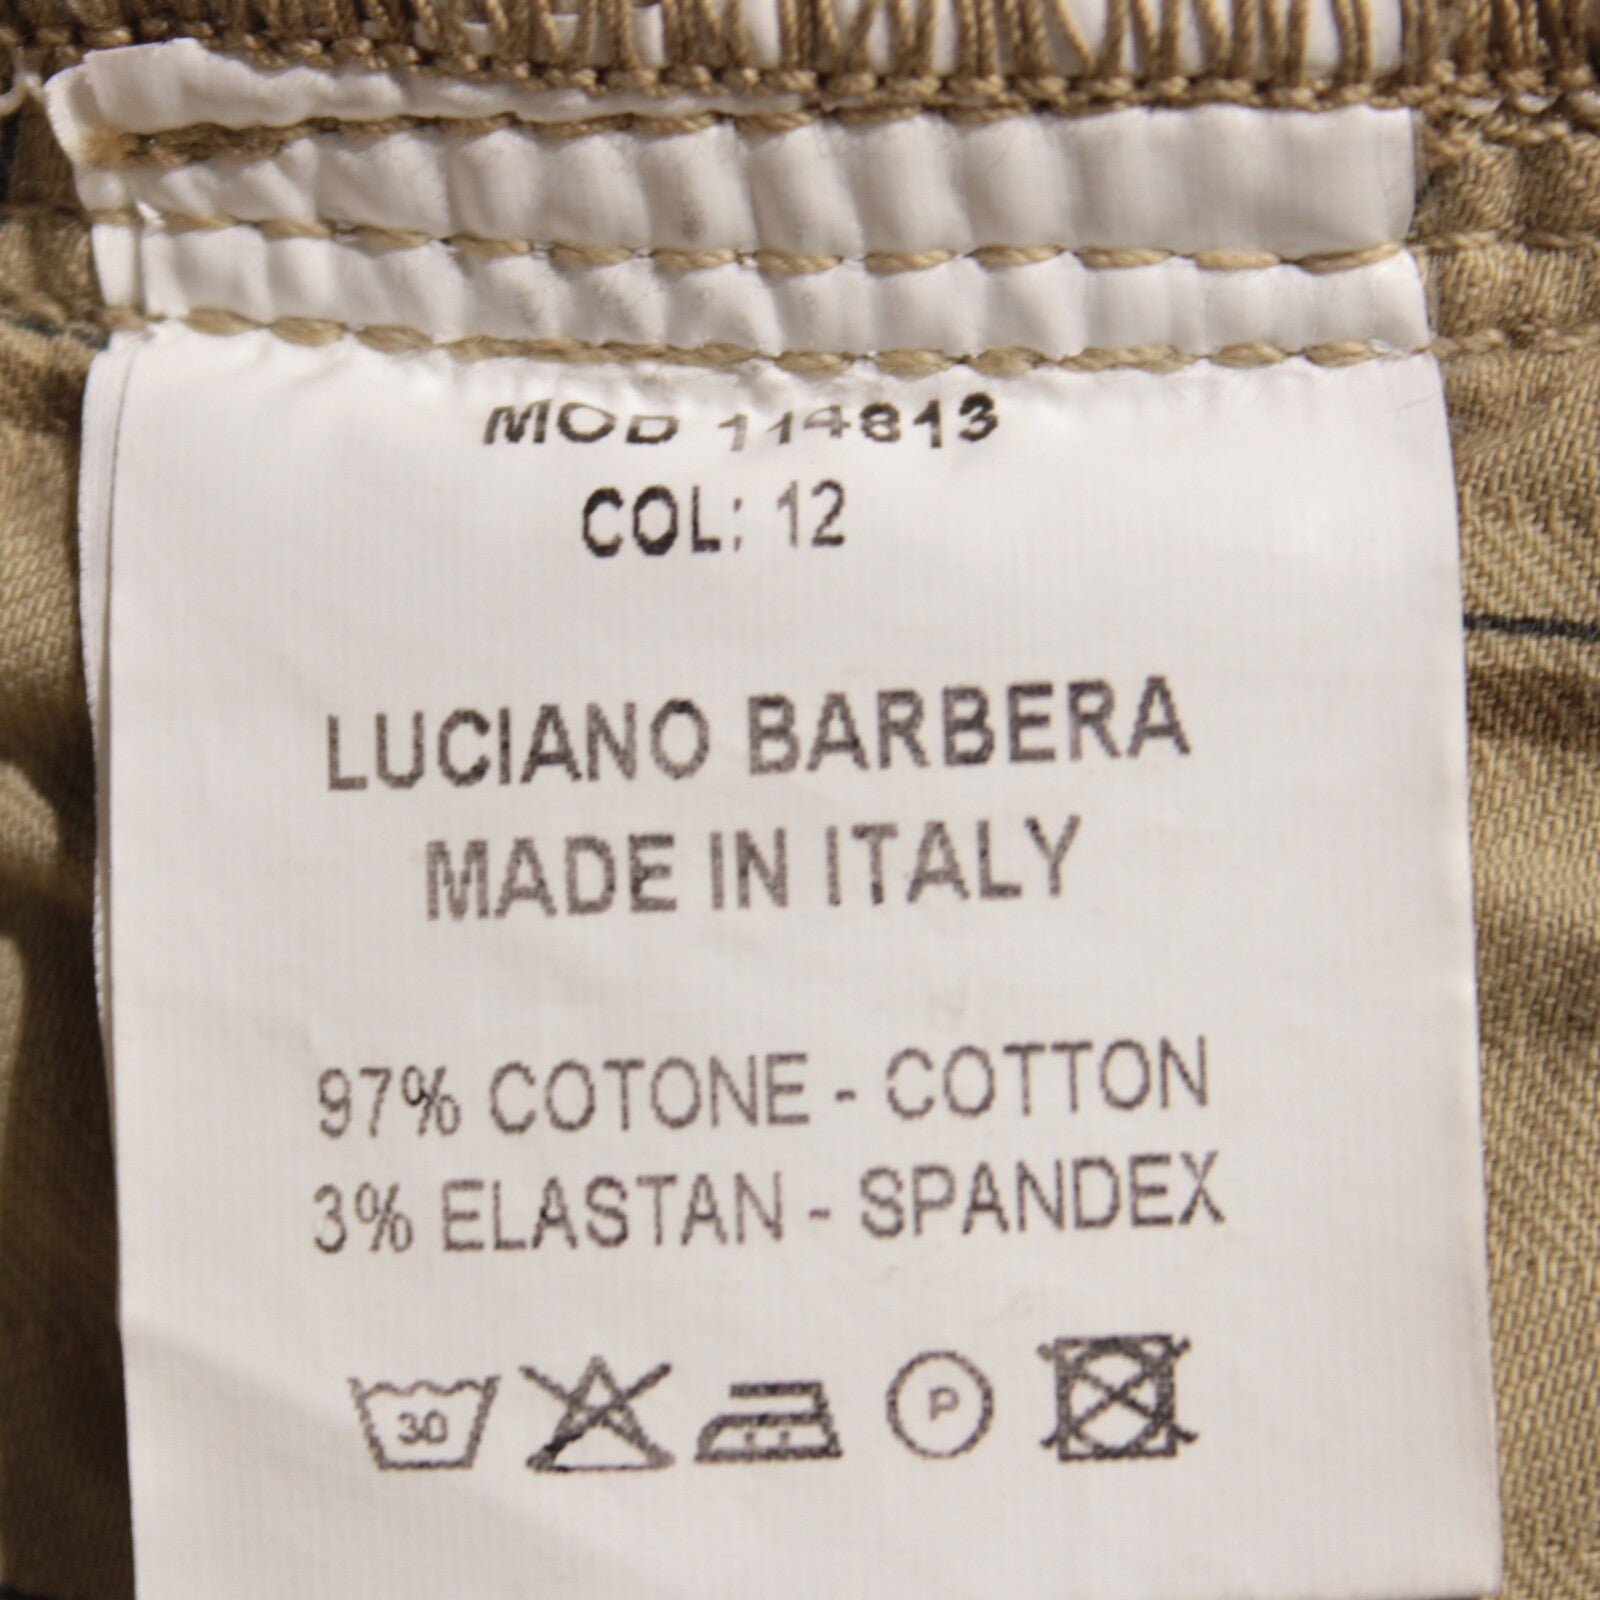 MOD 114813
COL: 12
LUCIANO BARBERA
MADE IN ITALY
97% COTONE - COTTON
3% ELASTAN - SPANDEX
30
P